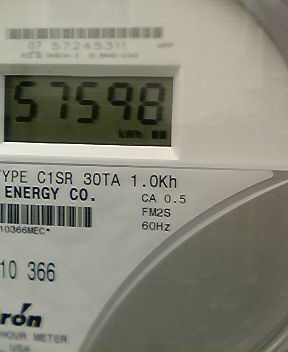 07 57245311
57598
kWh
TYPE C1SR 30TA 1.0Kh
ENERGY CO.
CA 0.5
FM2S
60Hz
10366MEC*
10 366
rón
HOUR METER
USA